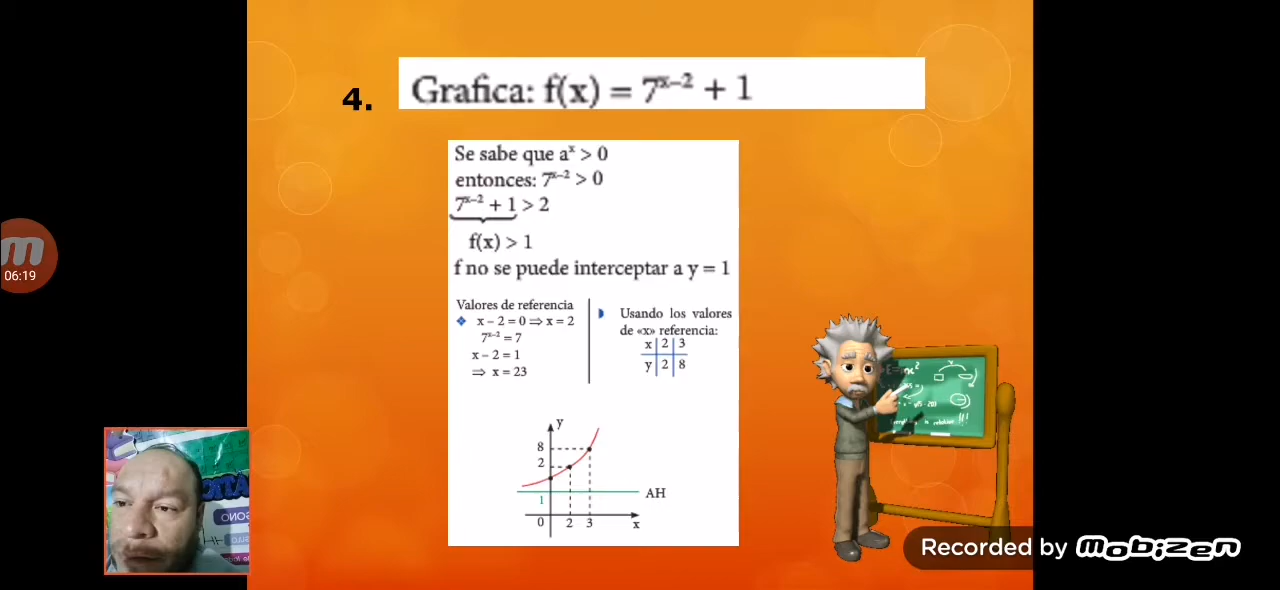 4.
Grafica: f(x) = 7^{x-2} + 1
Se sabe que a^x > 0
entonces: 7^{x-2} > 0
7^{x-2} + 1 > 2
f(x) > 1
f no se puede interceptar a y = 1
Valores de referencia
❖ x – 2 = 0 ⇒ x = 2
7^{x-2} = 7
x – 2 = 1
⇒ x = 23
Usando los valores
de «x» referencia:
x | 2 | 3
y | 2 | 8
y
8
2
1
AH
0 2 3 x
M
06:19
Recorded by mobizen